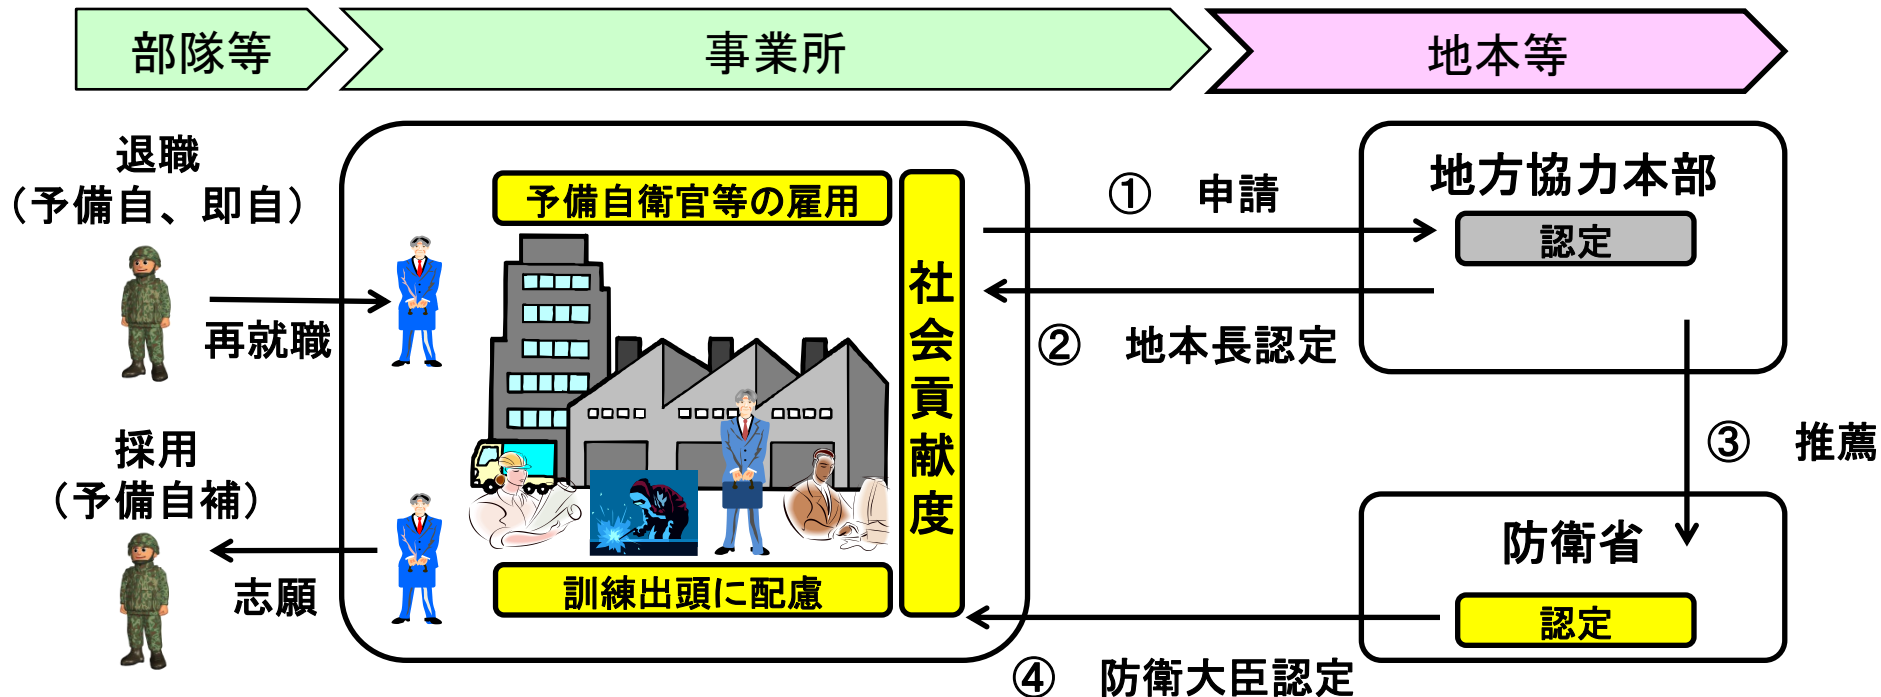 部隊等
事業所
地本等
退職
（予備自、即自）
再就職
採用
（予備自補）
志願
予備自衛官等の雇用
社会貢献度
訓練出頭に配慮
① 申請
② 地本長認定
地方協力本部
認定
③ 推薦
防衛省
認定
④ 防衛大臣認定